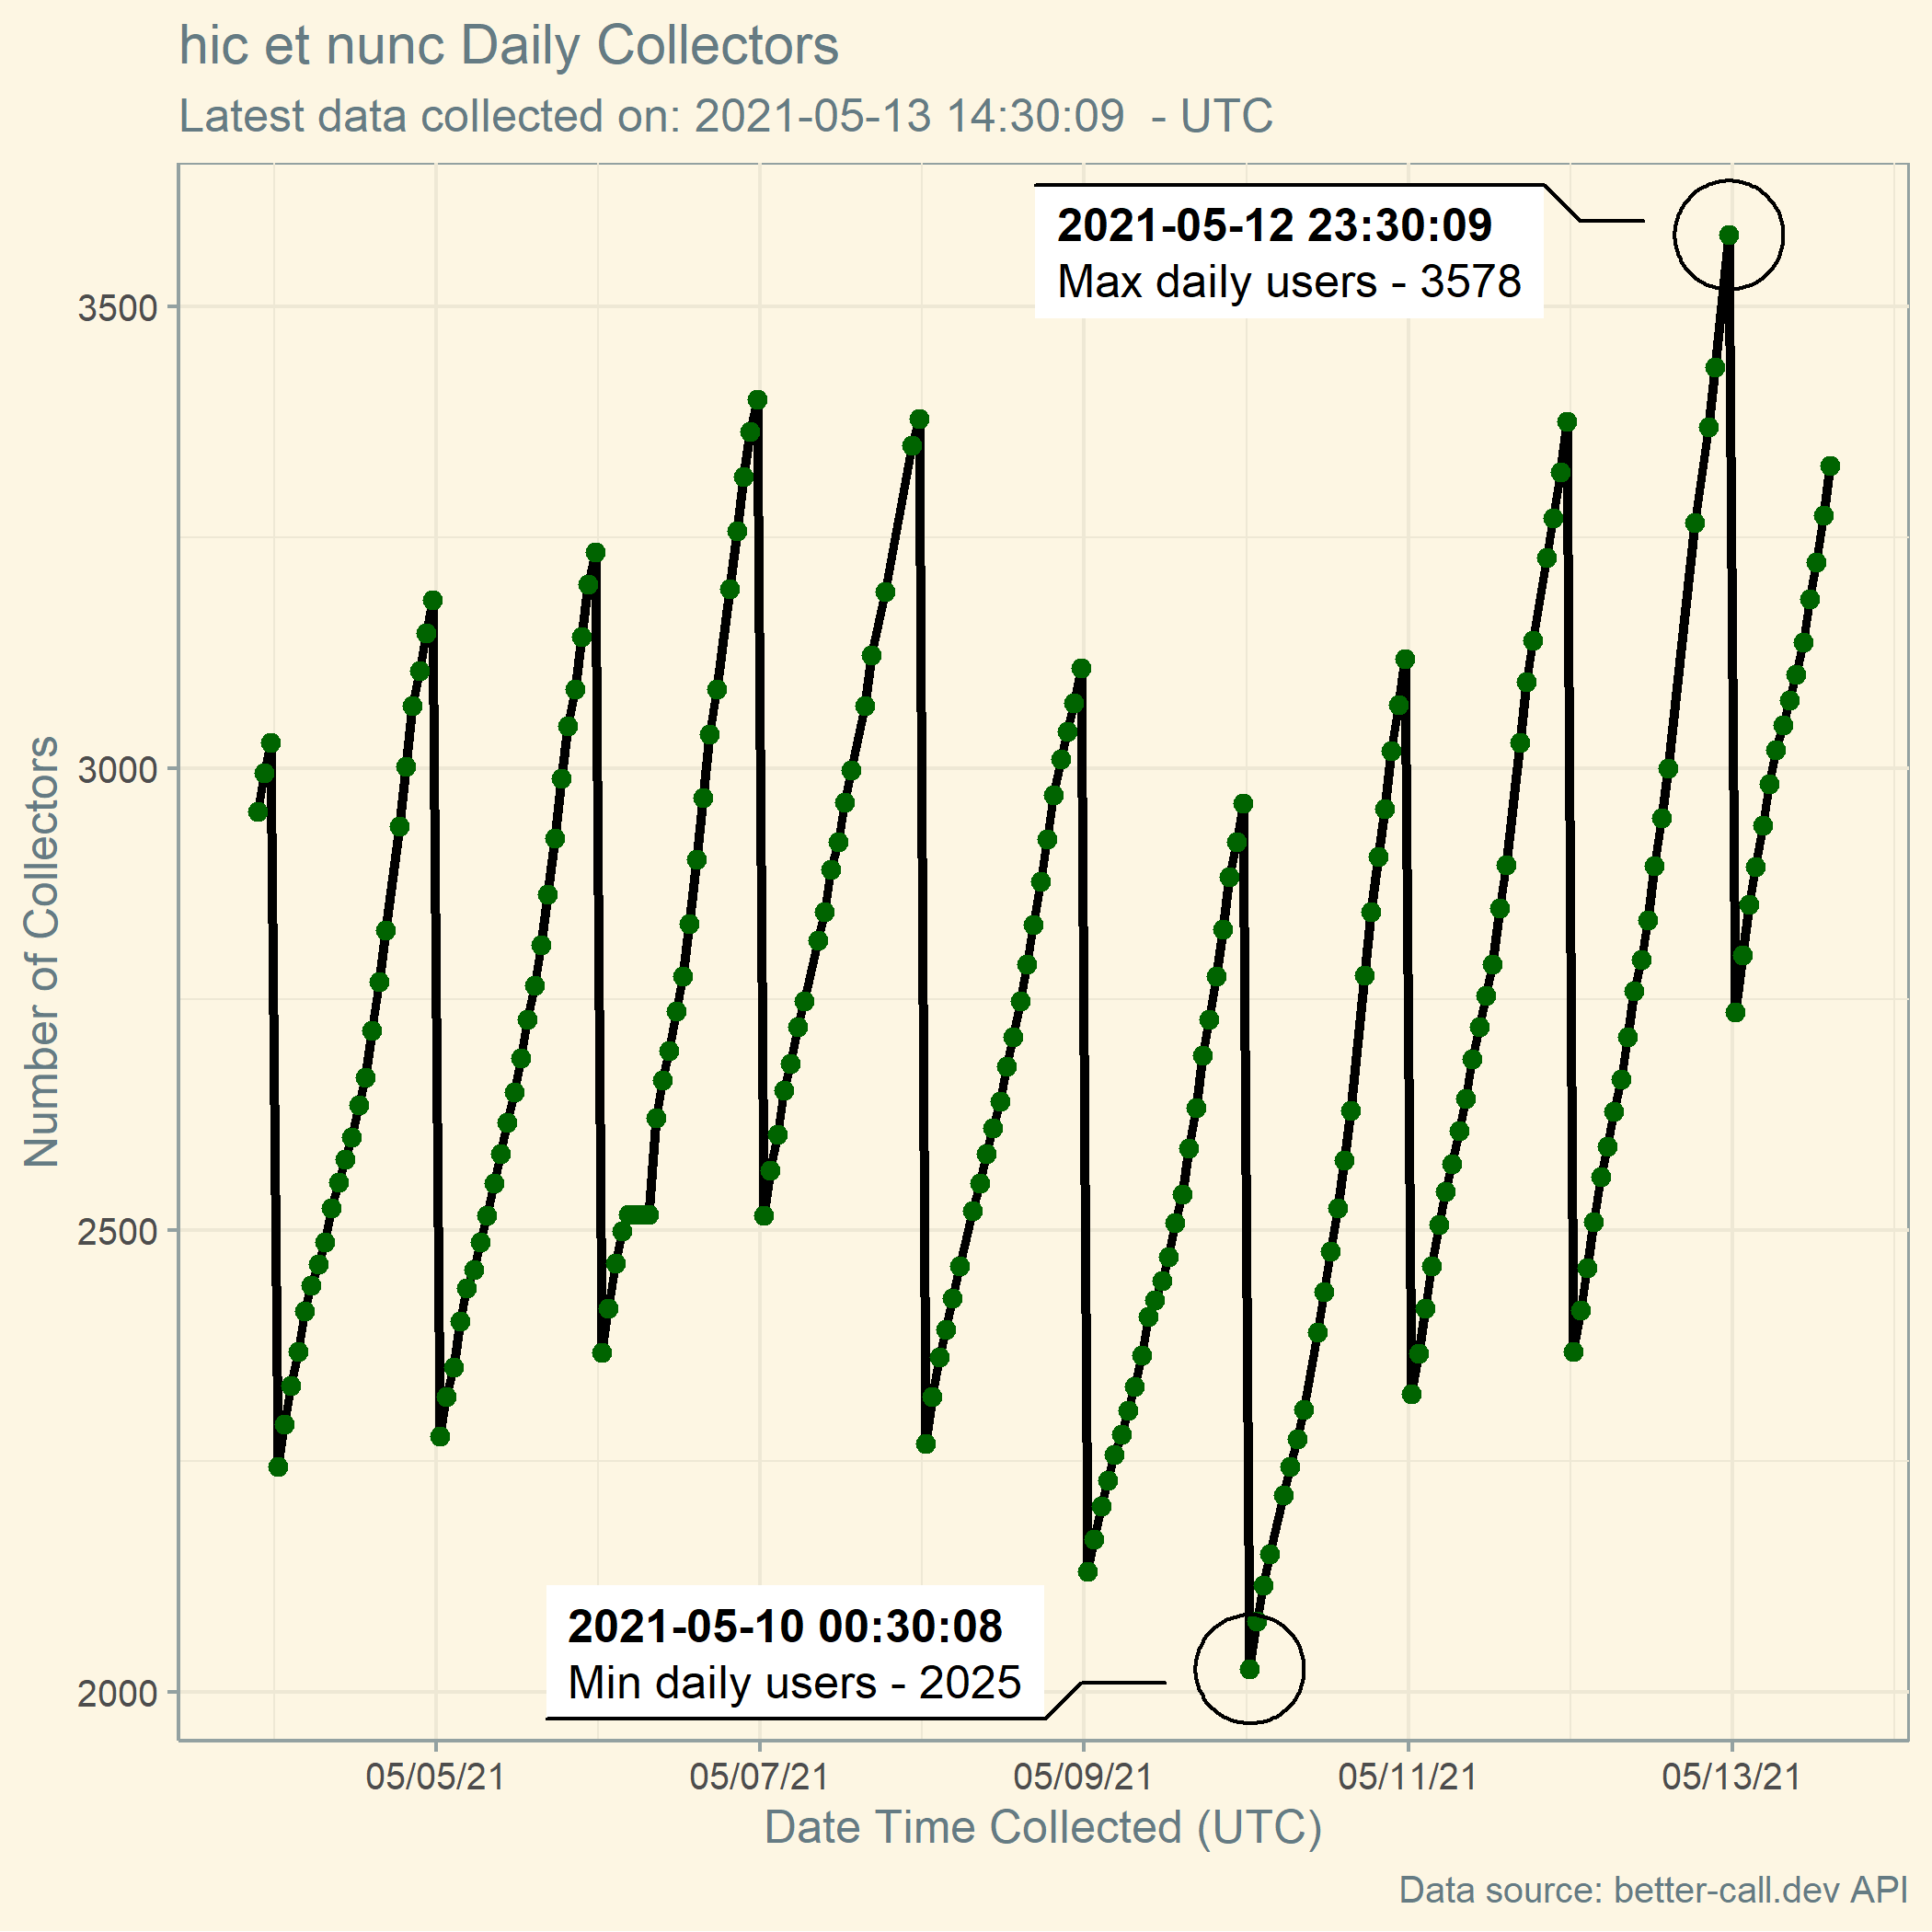 hic et nunc Daily Collectors
Latest data collected on: 2021-05-13 14:30:09  - UTC
2021-05-12 23:30:09
Max daily users - 3578
3500
3000
2500
2000
Number of Collectors
2021-05-10 00:30:08
Min daily users - 2025
05/05/21 05/07/21 05/09/21 05/11/21 05/13/21
Date Time Collected (UTC)
Data source: better-call.dev API